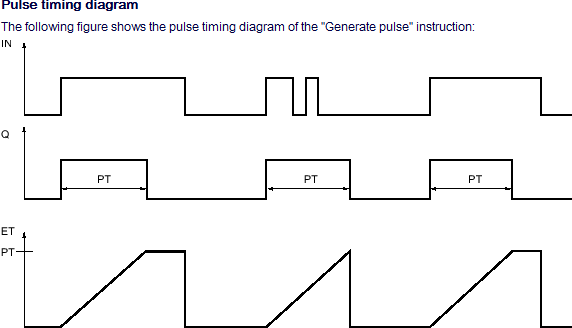 Pulse timing diagram
The following figure shows the pulse timing diagram of the "Generate pulse" instruction:
IN
Q
PT PT PT
ET
PT